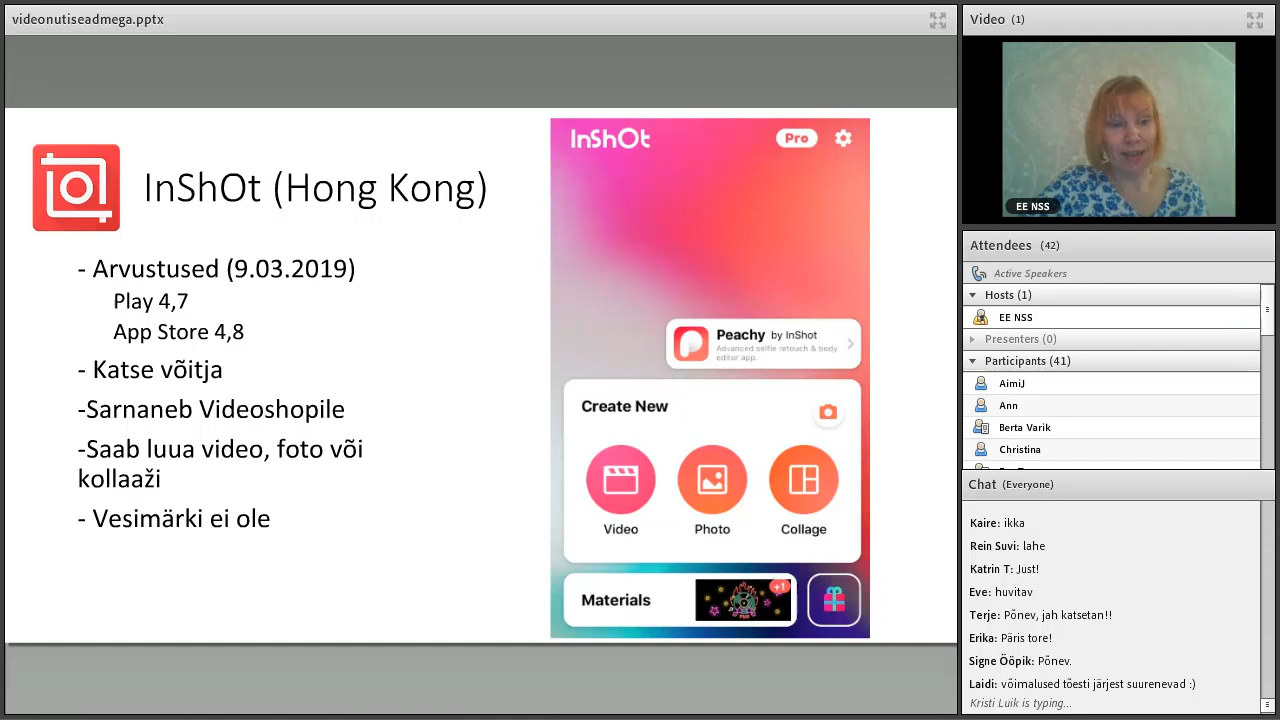 videonutiseadmega.pptx
InShOt (Hong Kong)
- Arvustused (9.03.2019)
Play 4,7
App Store 4,8
- Katse võitja
-Sarnaneb Videoshopile
-Saab luua video, foto või
kollaaži
- Vesimärki ei ole
InShOt
Pro
Peachy by InShot
Advanced selfie retouch & body
editor app.
Create New
Video
Photo
Collage
Materials
+1
Video (1)
EE NSS
Attendees (42)
Active Speakers
Hosts (1)
EE NSS
Presenters (0)
Participants (41)
AimiJ
Ann
Berta Varik
Christina
Chat (Everyone)
Kaire: ikka
Rein Suvi: lahe
Katrin T: Just!
Eve: huvitav
Terje: Põnev, jah katsetan!!
Erika: Päris tore!
Signe Ööpik: Põnev.
Laidi: võimalused tõesti järjest suurenevad :)
Kristi Luik is typing...